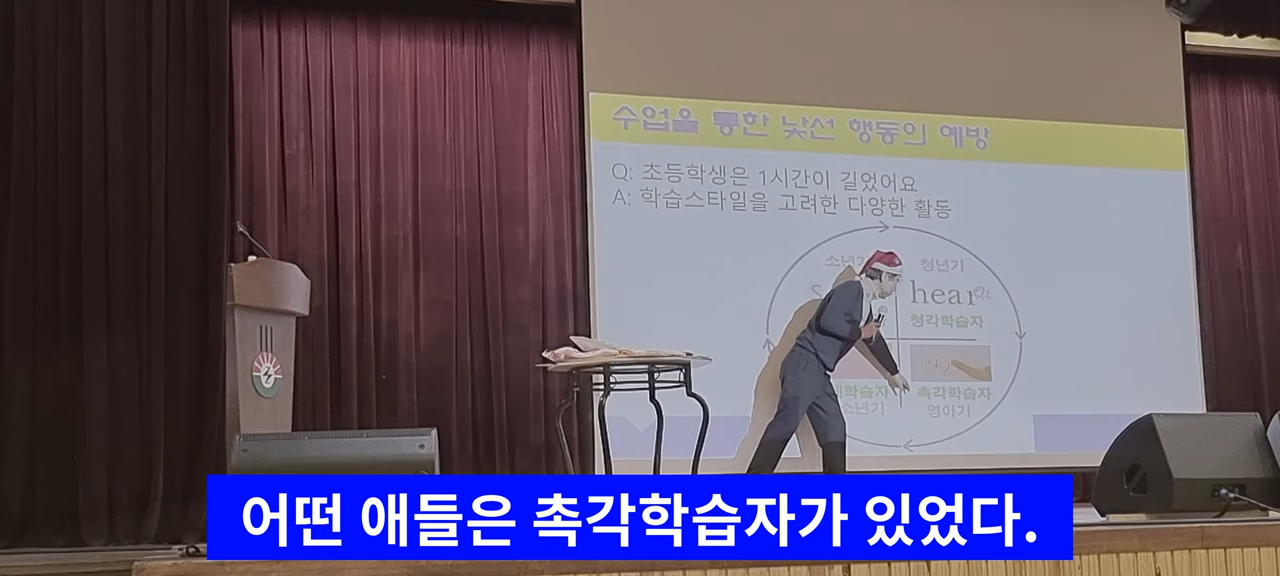 수업을 통한 낯선 행동의 예방
Q: 초등학생은 1시간이 길었어요
A: 학습스타일을 고려한 다양한 활동
청년기
청각학습자
촉각학습자
소년기
영아기
어떤 애들은 촉각학습자가 있었다.